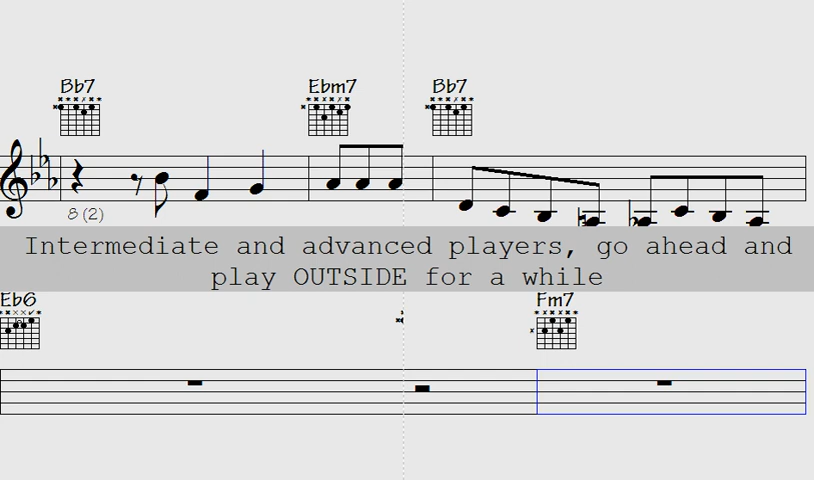 Bb7 Ebm7 Bb7
8 (2)
Intermediate and advanced players, go ahead and
play OUTSIDE for a while
Eb6 Fm7